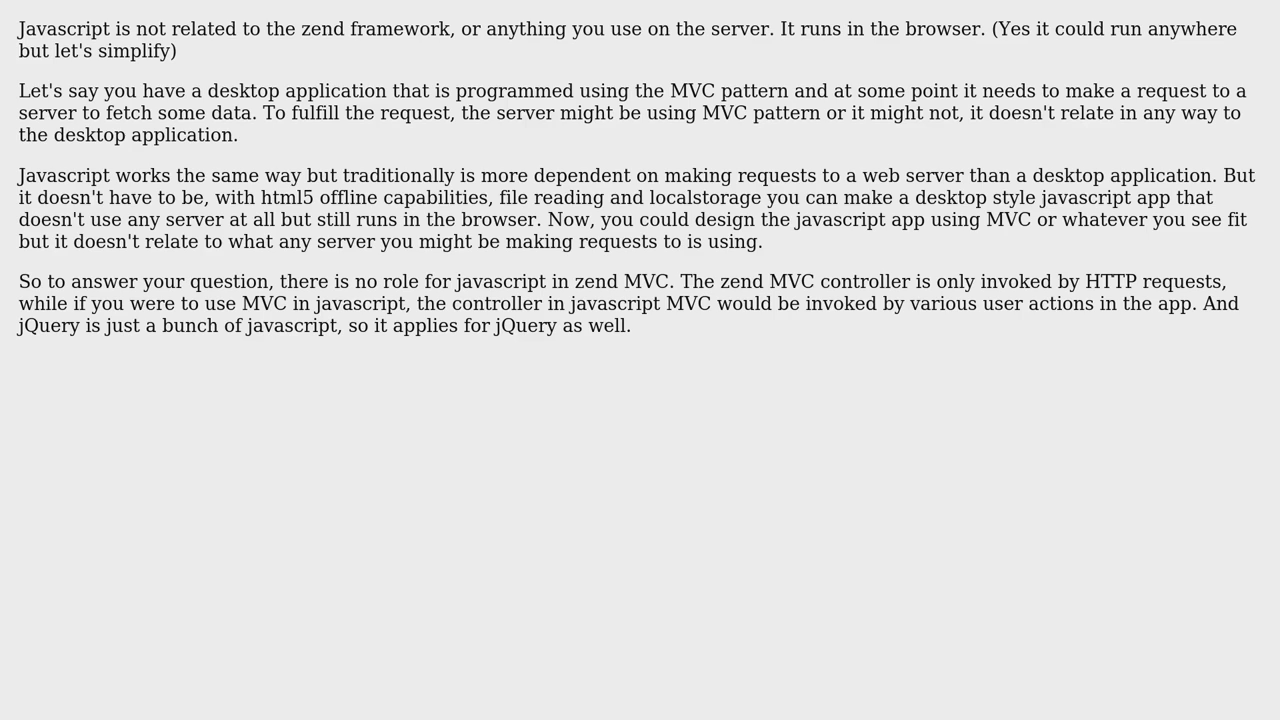 Javascript is not related to the zend framework, or anything you use on the server. It runs in the browser. (Yes it could run anywhere
but let's simplify)
Let's say you have a desktop application that is programmed using the MVC pattern and at some point it needs to make a request to a
server to fetch some data. To fulfill the request, the server might be using MVC pattern or it might not, it doesn't relate in any way to
the desktop application.
Javascript works the same way but traditionally is more dependent on making requests to a web server than a desktop application. But
it doesn't have to be, with html5 offline capabilities, file reading and localstorage you can make a desktop style javascript app that
doesn't use any server at all but still runs in the browser. Now, you could design the javascript app using MVC or whatever you see fit
but it doesn't relate to what any server you might be making requests to is using.
So to answer your question, there is no role for javascript in zend MVC. The zend MVC controller is only invoked by HTTP requests,
while if you were to use MVC in javascript, the controller in javascript MVC would be invoked by various user actions in the app. And
jQuery is just a bunch of javascript, so it applies for jQuery as well.